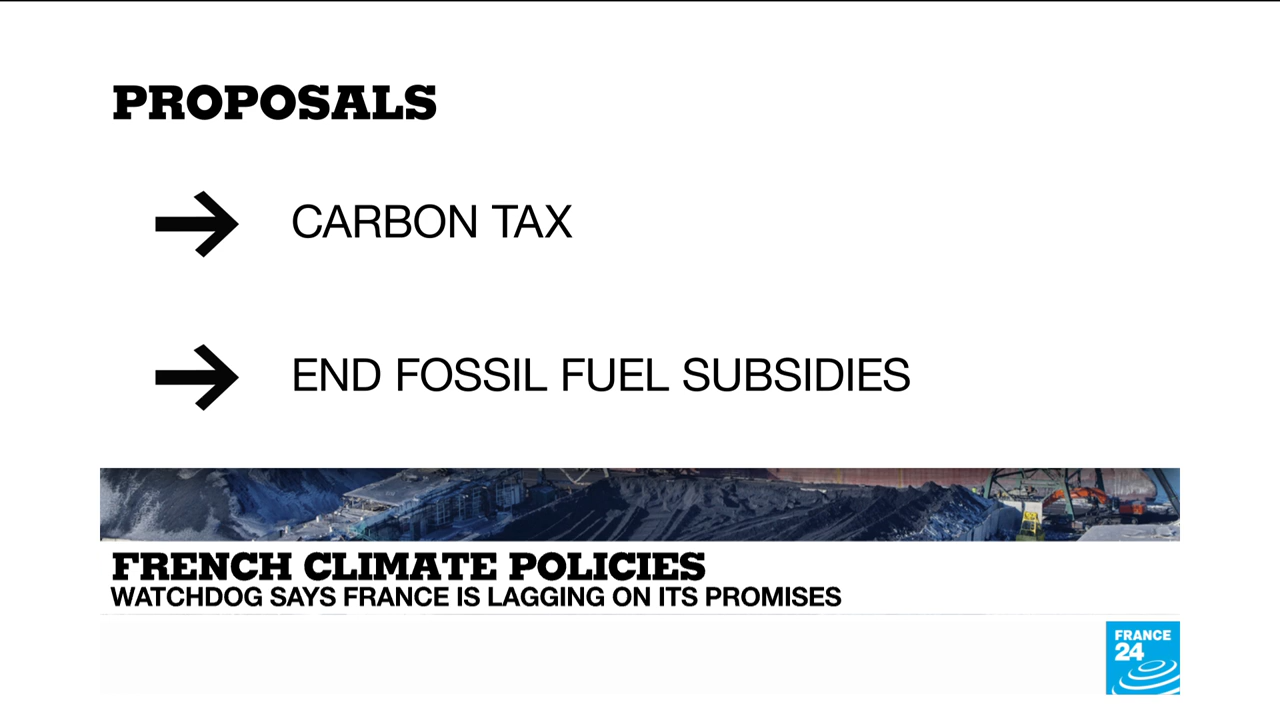 PROPOSALS
CARBON TAX
END FOSSIL FUEL SUBSIDIES
FRENCH CLIMATE POLICIES
WATCHDOG SAYS FRANCE IS LAGGING ON ITS PROMISES
FRANCE
24